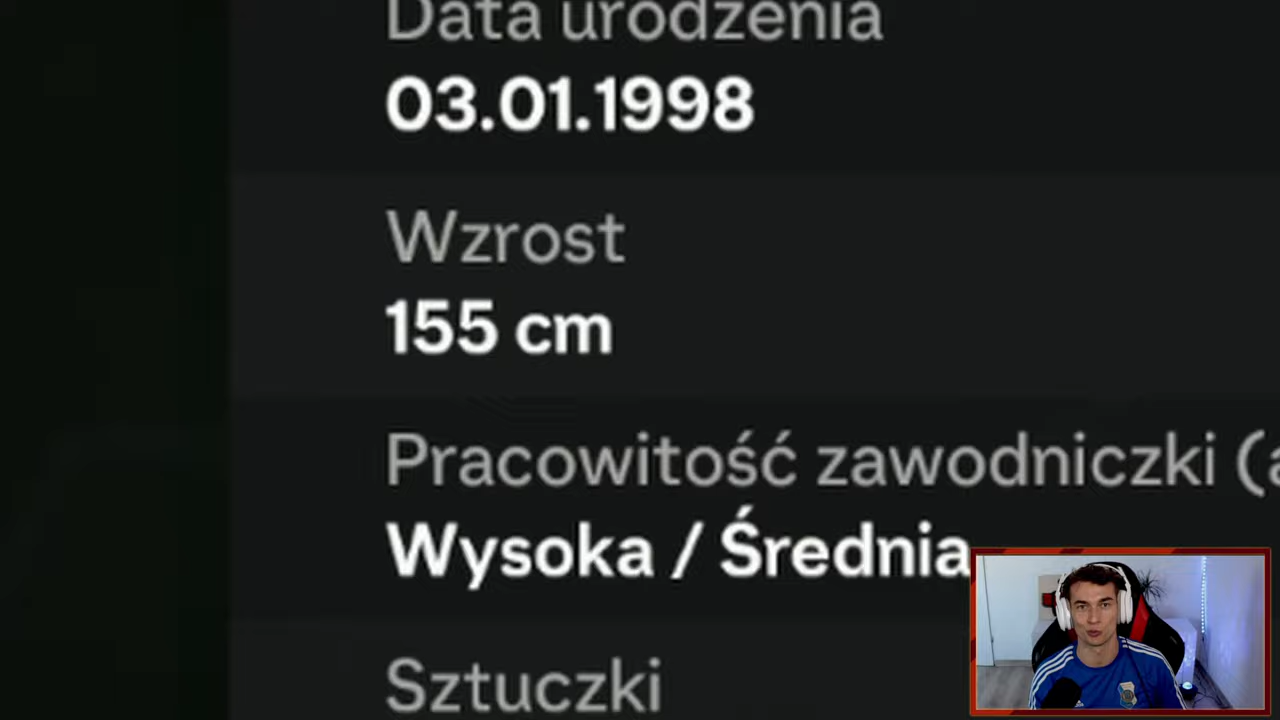 Data urodzenia
03.01.1998
Wzrost
155 cm
Pracowitość zawodniczki (a
Wysoka / Średnia
Sztuczki